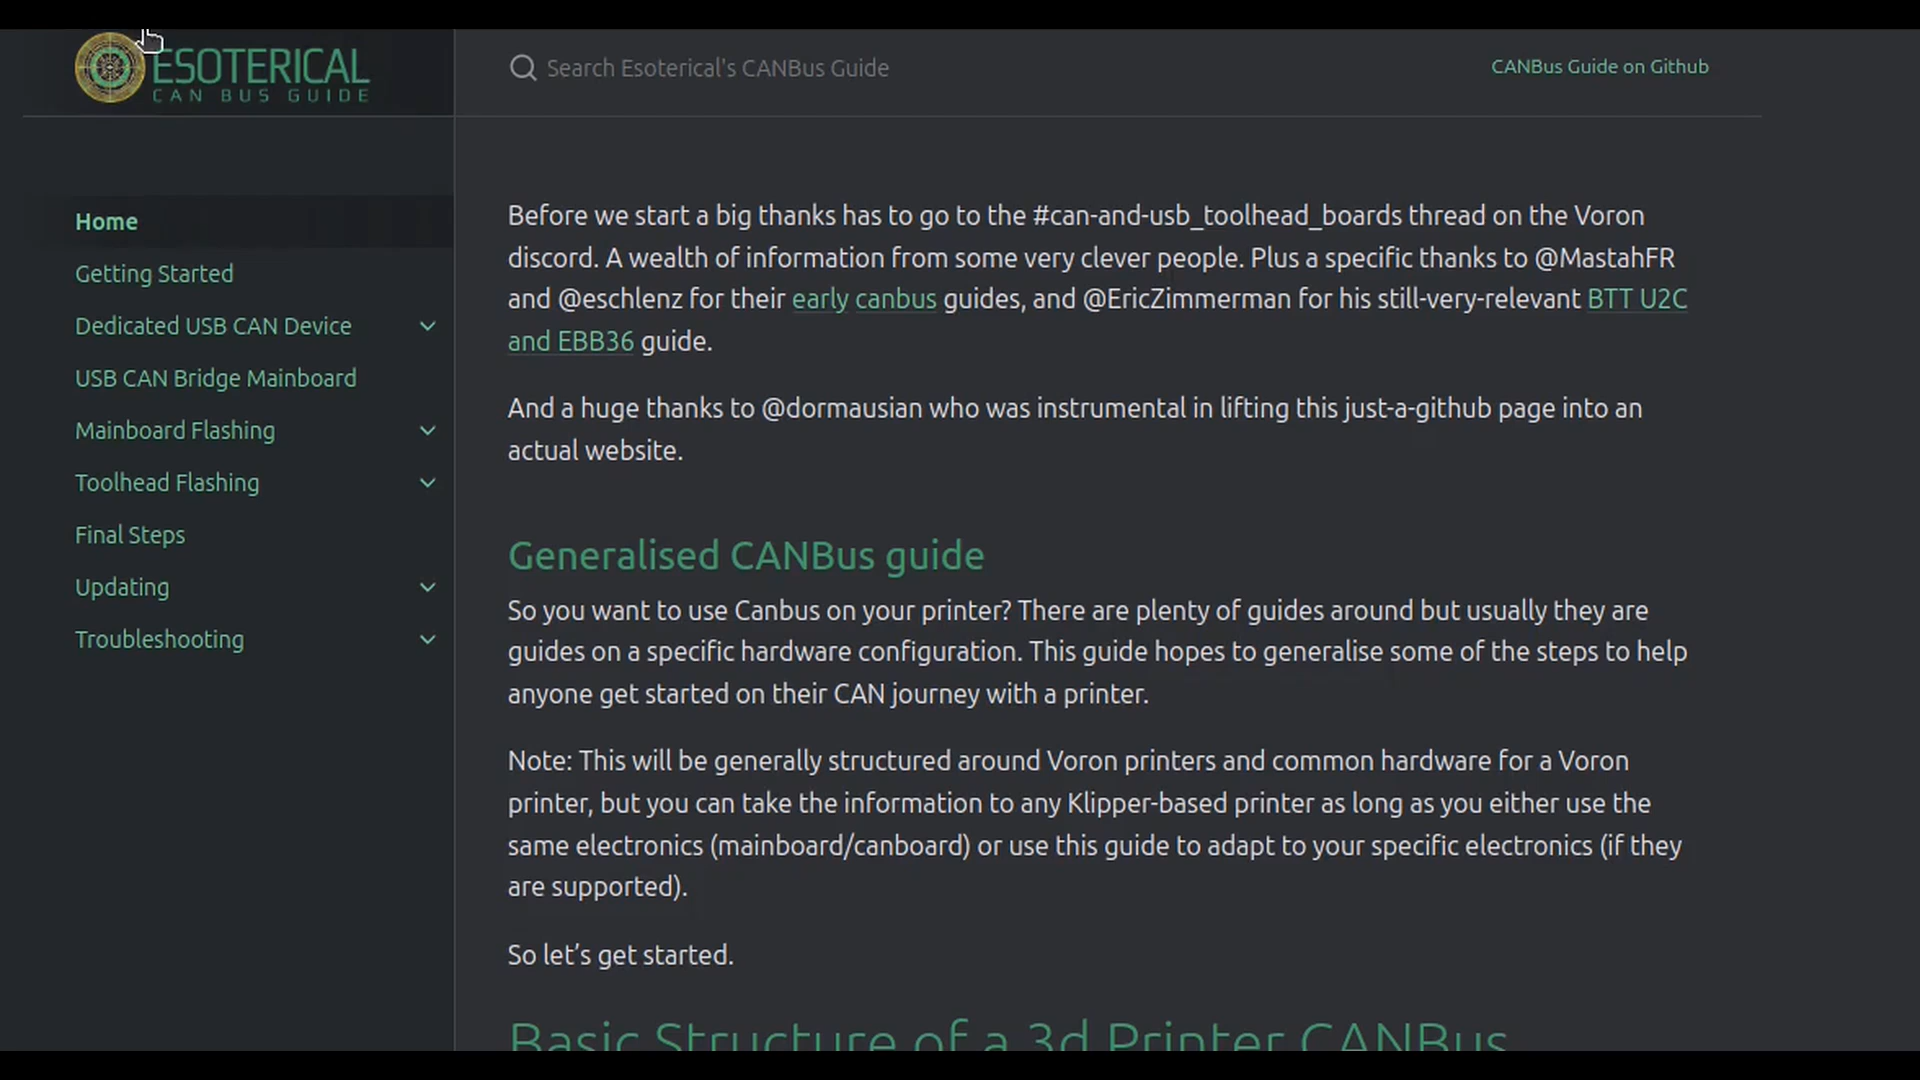 ESOTERICAL
CAN BUS GUIDE
Search Esoterical's CANBus Guide
CANBus Guide on Github
Home
Getting Started
Dedicated USB CAN Device
USB CAN Bridge Mainboard
Mainboard Flashing
Toolhead Flashing
Final Steps
Updating
Troubleshooting
Before we start a big thanks has to go to the #can-and-usb_toolhead_boards thread on the Voron
discord. A wealth of information from some very clever people. Plus a specific thanks to @MastahFR
and @eschlenz for their early canbus guides, and @EricZimmerman for his still-very-relevant BTT U2C
and EBB36 guide.
And a huge thanks to @dormausian who was instrumental in lifting this just-a-github page into an
actual website.
Generalised CANBus guide
So you want to use Canbus on your printer? There are plenty of guides around but usually they are
guides on a specific hardware configuration. This guide hopes to generalise some of the steps to help
anyone get started on their CAN journey with a printer.
Note: This will be generally structured around Voron printers and common hardware for a Voron
printer, but you can take the information to any Klipper-based printer as long as you either use the
same electronics (mainboard/canboard) or use this guide to adapt to your specific electronics (if they
are supported).
So let’s get started.
Basic Structure of a 3d Printer CANBus